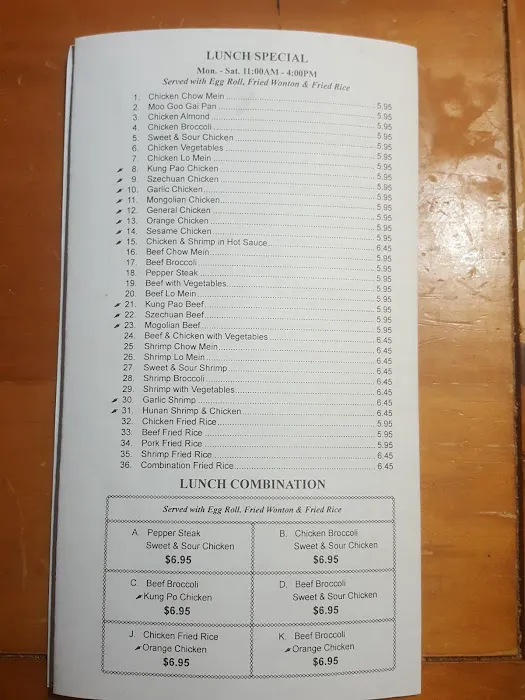 LUNCH SPECIAL
Mon. - Sat. 11:00AM - 4:00PM
Served with Egg Roll, Fried Wonton & Fried Rice
1. Chicken Chow Mein 5.95
2. Moo Goo Gai Pan 5.95
3. Chicken Almond 5.95
4. Chicken Broccoli 5.95
5. Sweet & Sour Chicken 5.95
6. Chicken Vegetables 5.95
7. Chicken Lo Mein 5.95
8. Kung Pao Chicken 5.95
9. Szechuan Chicken 5.95
10. Garlic Chicken 5.95
11. Mongolian Chicken 5.95
12. General Chicken 5.95
13. Orange Chicken 5.95
14. Sesame Chicken 5.95
15. Chicken & Shrimp in Hot Sauce 6.45
16. Beef Chow Mein 5.95
17. Beef Broccoli 5.95
18. Pepper Steak 5.95
19. Beef with Vegetables 5.95
20. Beef Lo Mein 5.95
21. Kung Pao Beef 5.95
22. Szechuan Beef 5.95
23. Mogolian Beef 5.95
24. Beef & Chicken with Vegetables 6.45
25. Shrimp Chow Mein 6.45
26. Shrimp Lo Mein 6.45
27. Sweet & Sour Shrimp 6.45
28. Shrimp Broccoli 6.45
29. Shrimp with Vegetables 6.45
30. Garlic Shrimp 6.45
31. Hunan Shrimp & Chicken 6.45
32. Chicken Fried Rice 5.95
33. Beef Fried Rice 5.95
34. Pork Fried Rice 5.95
35. Shrimp Fried Rice 6.45
36. Combination Fried Rice 6.45
LUNCH COMBINATION
Served with Egg Roll, Fried Wonton & Fried Rice
A. Pepper Steak
Sweet & Sour Chicken
$6.95
B. Chicken Broccoli
Sweet & Sour Chicken
$6.95
C. Beef Broccoli
Kung Po Chicken
$6.95
D. Beef Broccoli
Sweet & Sour Chicken
$6.95
J. Chicken Fried Rice
Orange Chicken
$6.95
K. Beef Broccoli
Orange Chicken
$6.95